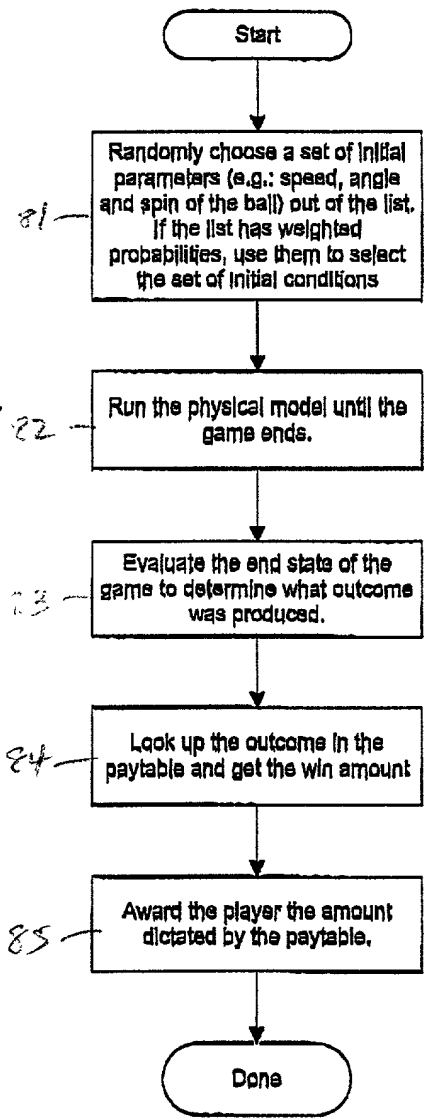 Start
Randomly choose a set of initial
parameters (e.g.: speed, angle
and spin of the ball) out of the list.
If the list has weighted
probabilities, use them to select
the set of initial conditions
81
Run the physical model until the
game ends.
82
Evaluate the end state of the
game to determine what outcome
was produced.
83
Look up the outcome in the
paytable and get the win amount
84
Award the player the amount
dictated by the paytable.
85
Done